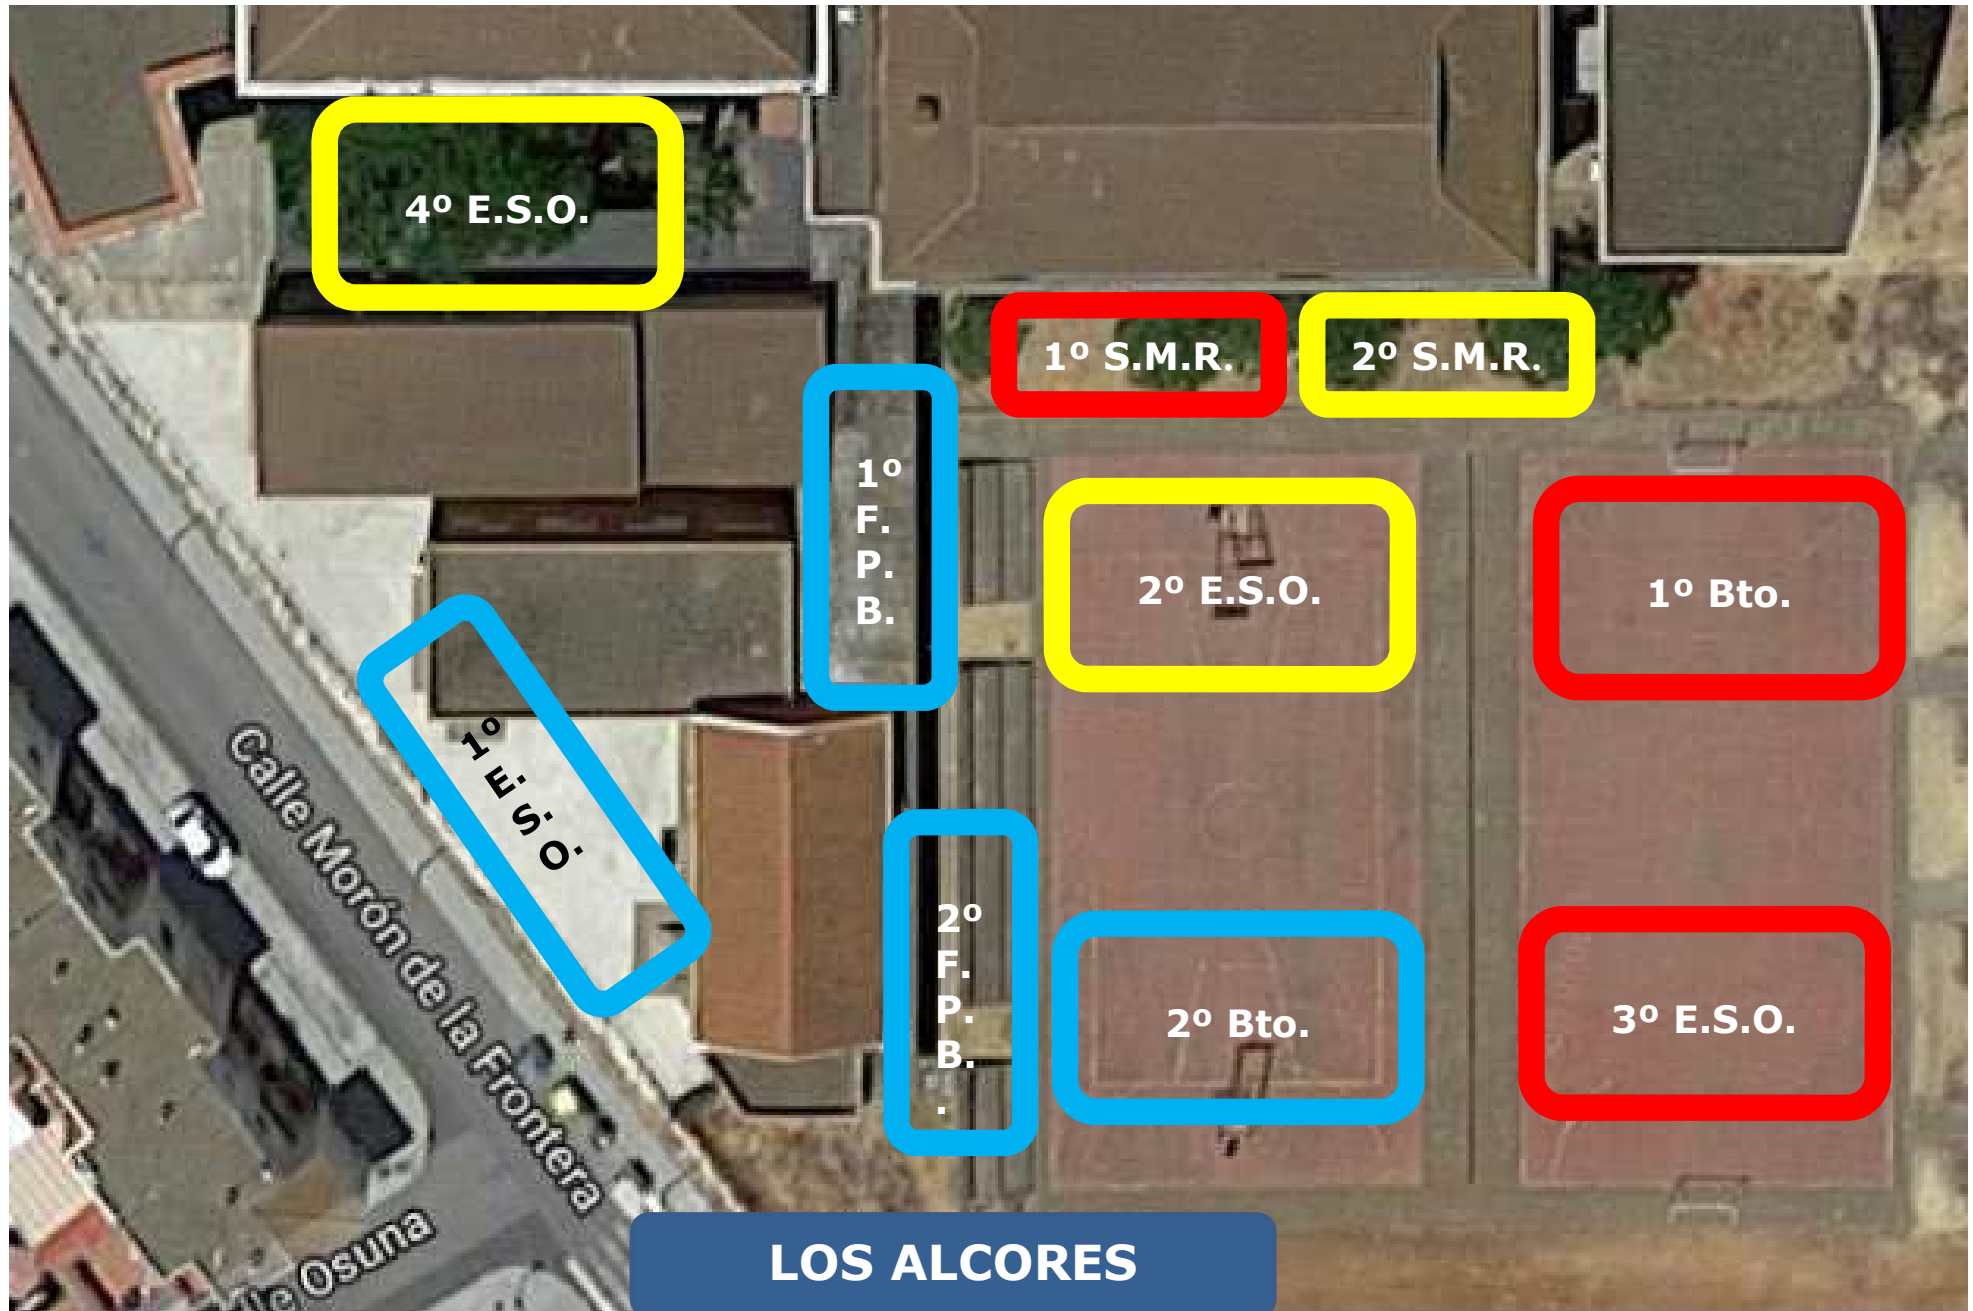 4º E.S.O.
1º S.M.R.
2º S.M.R.
1º
F.
P.
B.
2º E.S.O.
1º Bto.
1º
E.
S.
O.
Calle Morón de la Frontera
2º
F.
P.
B.
.
2º Bto.
3º E.S.O.
Osuna
LOS ALCORES